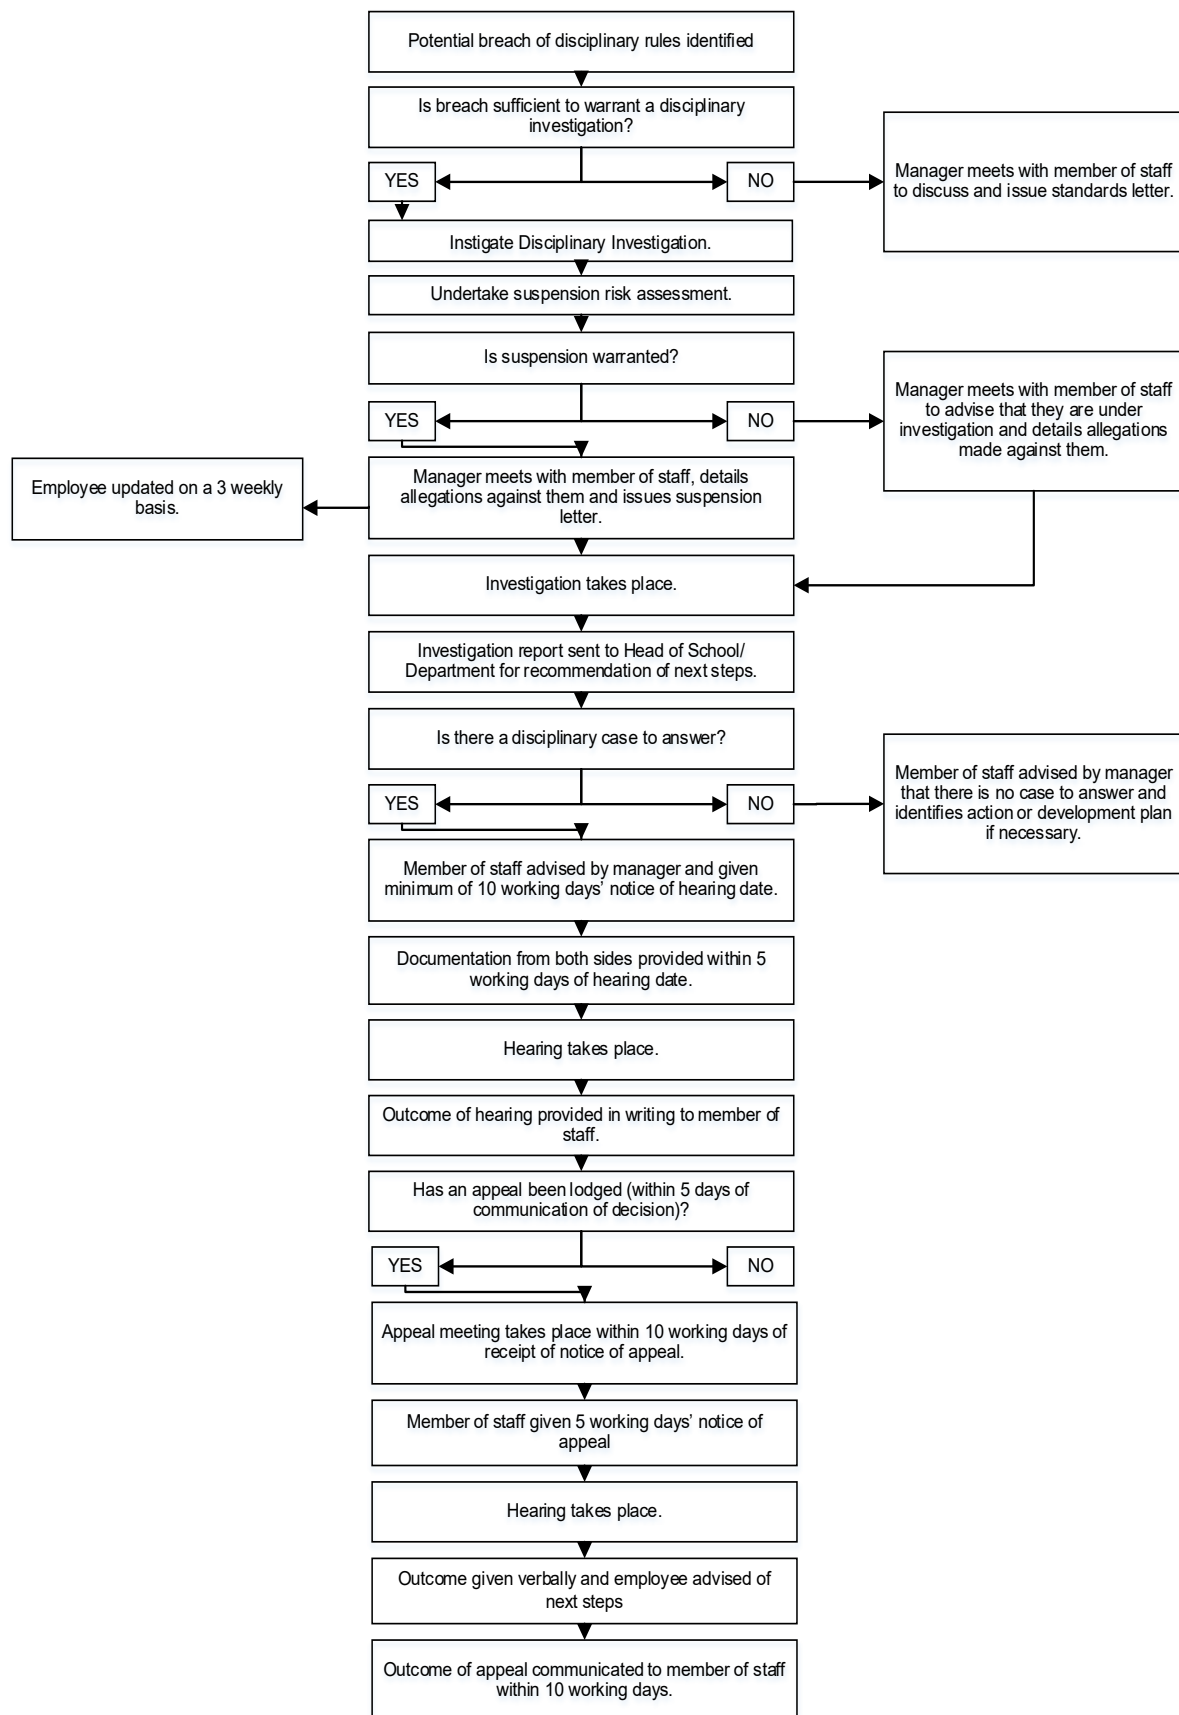 Potential breach of disciplinary rules identified
Is breach sufficient to warrant a disciplinary
investigation?
YES
NO
Manager meets with member of staff
to discuss and issue standards letter.
Instigate Disciplinary Investigation.
Undertake suspension risk assessment.
Is suspension warranted?
YES
NO
Manager meets with member of staff
to advise that they are under
investigation and details allegations
made against them.
Manager meets with member of staff, details
allegations against them and issues suspension
letter.
Employee updated on a 3 weekly
basis.
Investigation takes place.
Investigation report sent to Head of School/
Department for recommendation of next steps.
Is there a disciplinary case to answer?
YES
NO
Member of staff advised by manager
that there is no case to answer and
identifies action or development plan
if necessary.
Member of staff advised by manager and given
minimum of 10 working days’ notice of hearing date.
Documentation from both sides provided within 5
working days of hearing date.
Hearing takes place.
Outcome of hearing provided in writing to member of
staff.
Has an appeal been lodged (within 5 days of
communication of decision)?
YES
NO
Appeal meeting takes place within 10 working days of
receipt of notice of appeal.
Member of staff given 5 working days’ notice of
appeal
Hearing takes place.
Outcome given verbally and employee advised of
next steps
Outcome of appeal communicated to member of staff
within 10 working days.